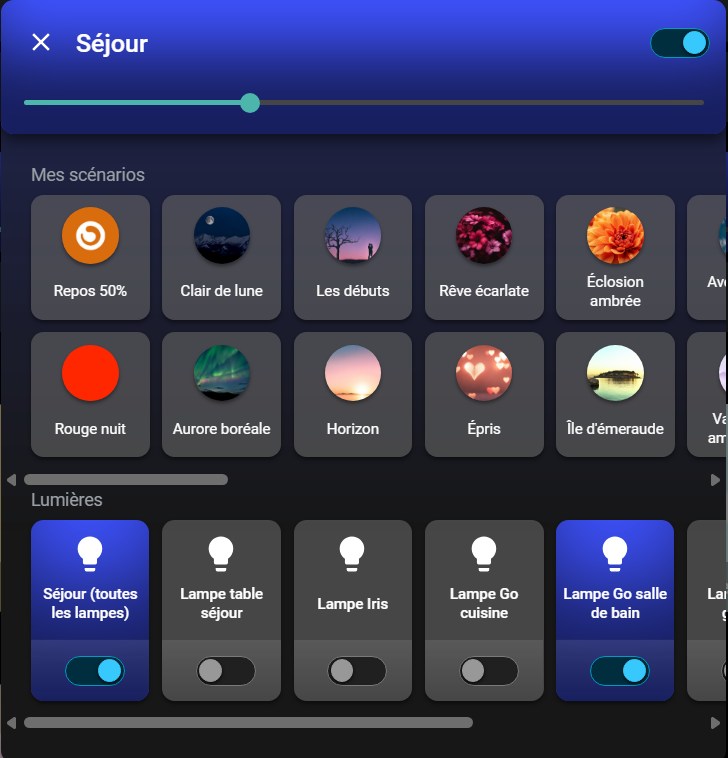 Séjour
Mes scénarios
Repos 50%
Clair de lune
Les débuts
Rêve écarlate
Éclosion
ambrée
Rouge nuit
Aurore boréale
Horizon
Épris
Île d'émeraude
Lumières
Séjour (toutes
les lampes)
Lampe table
séjour
Lampe Iris
Lampe Go
cuisine
Lampe Go salle
de bain